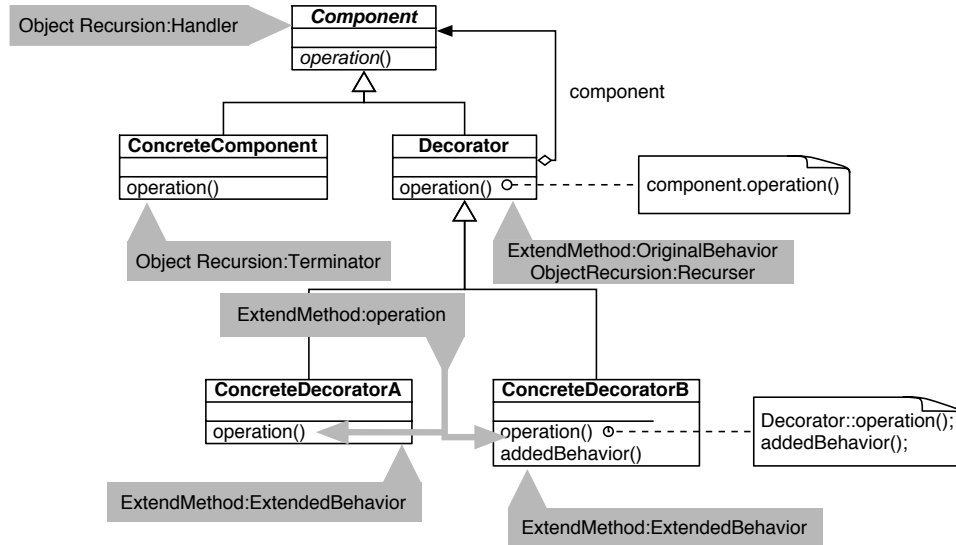 Component
Object Recursion:Handler
operation()
component
ConcreteComponent
Decorator
operation()
operation()
component.operation()
Object Recursion:Terminator
ExtendMethod:OriginalBehavior
ObjectRecursion:Recurser
ExtendMethod:operation
ConcreteDecoratorA
ConcreteDecoratorB
operation()
operation()
addedBehavior()
Decorator::operation();
addedBehavior();
ExtendMethod:ExtendedBehavior
ExtendMethod:ExtendedBehavior